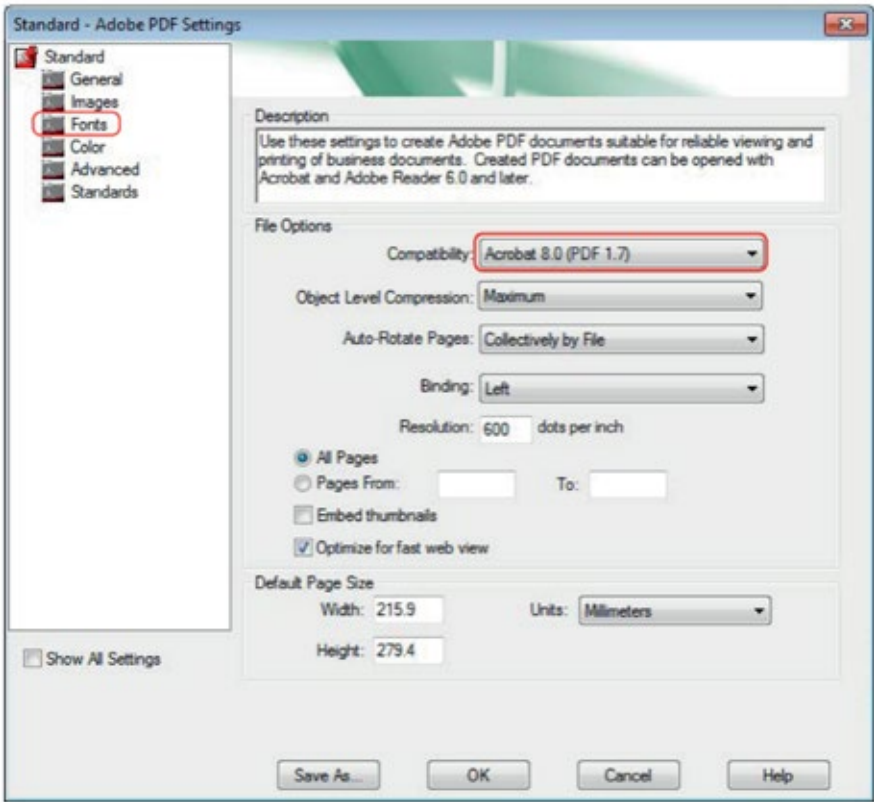 Standard - Adobe PDF Settings
Standard
General
Images
Fonts
Color
Advanced
Standards
Show All Settings
Description
Use these settings to create Adobe PDF documents suitable for reliable viewing and
printing of business documents. Created PDF documents can be opened with
Acrobat and Adobe Reader 6.0 and later.
File Options
Compatibility: Acrobat 8.0 (PDF 1.7)
Object Level Compression: Maximum
Auto-Rotate Pages: Collectively by File
Binding: Left
Resolution: 600 dots per inch
All Pages
Pages From: To:
Embed thumbnails
Optimize for fast web view
Default Page Size
Width: 215.9 Units: Millimeters
Height: 279.4
Save As... OK Cancel Help